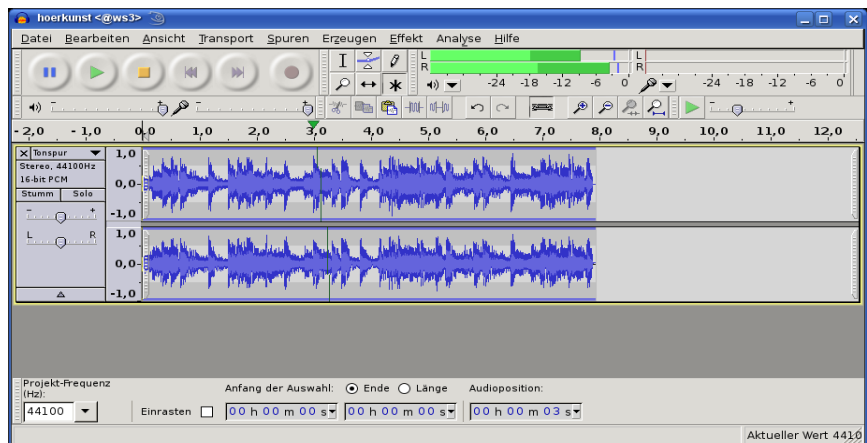 hoerkunst <@ws3>
Datei Bearbeiten Ansicht Transport Spuren Erzeugen Effekt Analyse Hilfe
L
R
-24 -18 -12 -6 0
L
R
-24 -18 -12 -6 0
- 2,0 - 1,0 0,0 1,0 2,0 3,0 4,0 5,0 6,0 7,0 8,0 9,0 10,0 11,0 12,0
X Tonspur
Stereo, 44100Hz
16-bit PCM
Stumm Solo
- +
L R
1,0
0,0-
-1,0
1,0
0,0-
-1,0
Projekt-Frequenz
(Hz):
Anfang der Auswahl: Ende Länge Audioposition:
44100 Einrasten 00 h 00 m 00 s 00 h 00 m 00 s 00 h 00 m 03 s
Aktueller Wert 4410